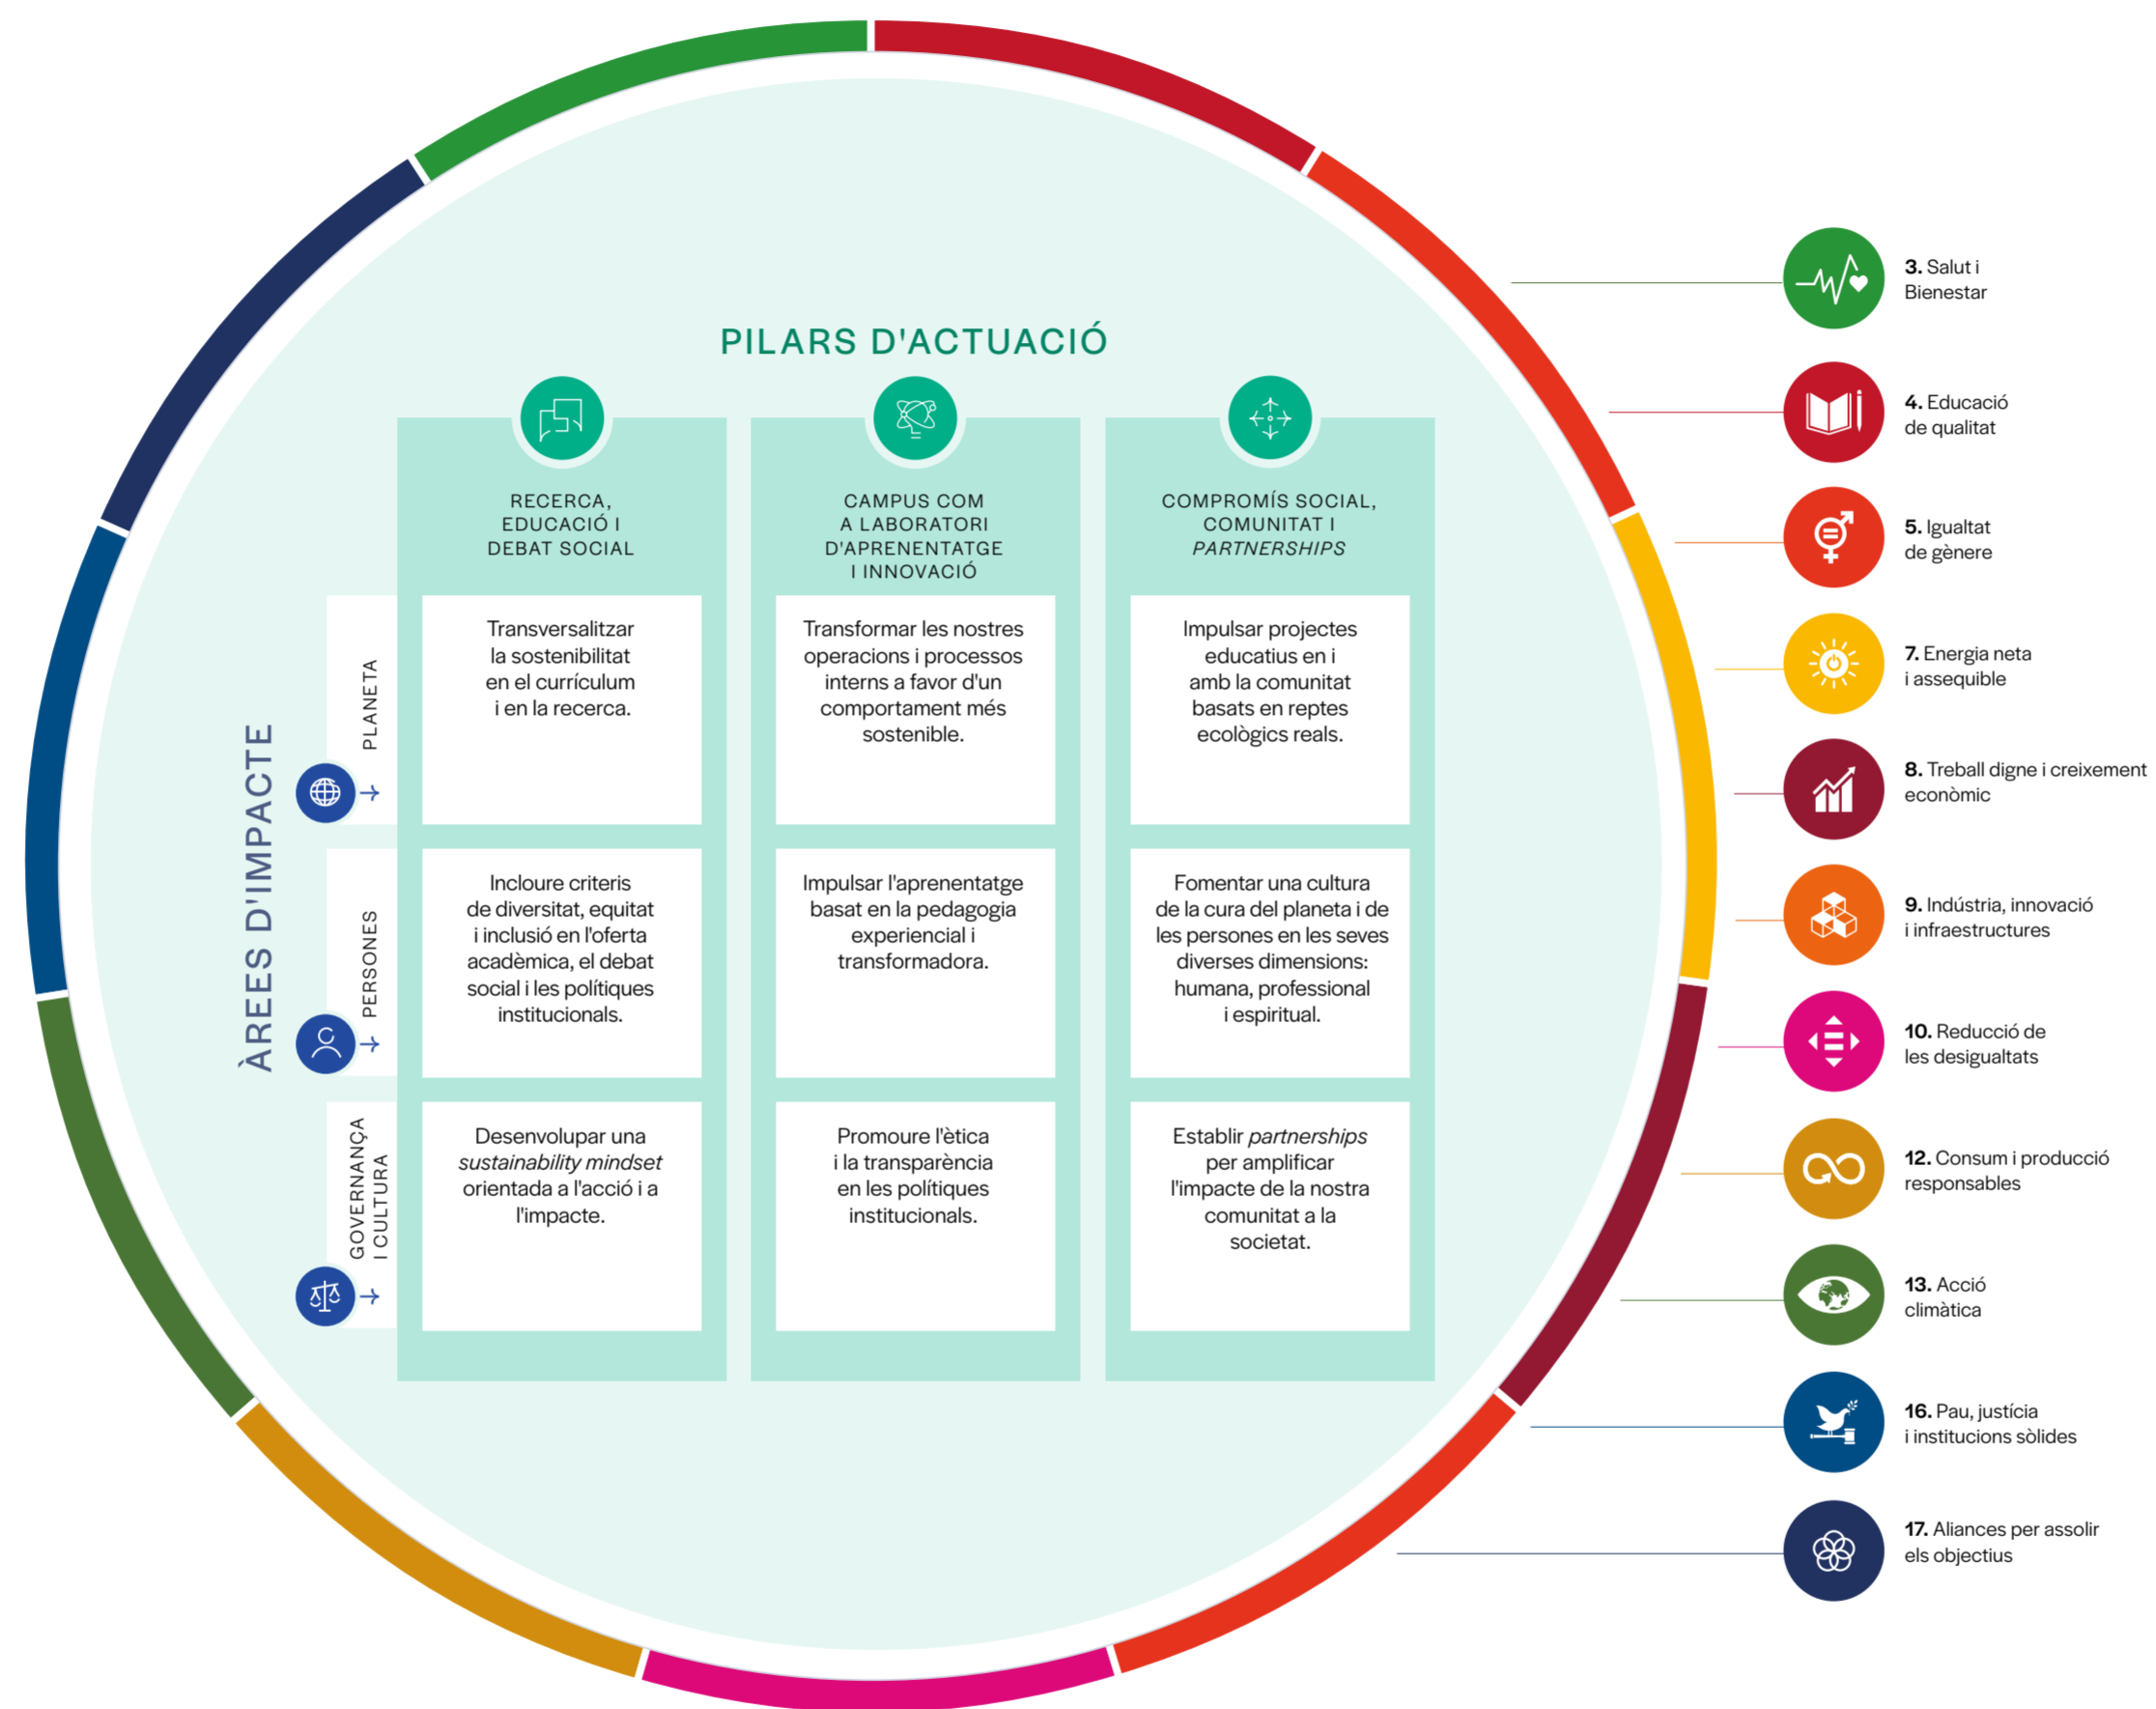 PILARS D'ACTUACIÓ
RECERCA,
EDUCACIÓ I
DEBAT SOCIAL
CAMPUS COM
A LABORATORI
D'APRENENTATGE
I INNOVACIÓ
COMPROMÍS SOCIAL,
COMUNITAT I
PARTNERSHIPS
ÀREES D'IMPACTE
PLANETA
Transversalitzar
la sostenibilitat
en el currículum
i en la recerca.
Transformar les nostres
operacions i processos
interns a favor d'un
comportament més
sostenible.
Impulsar projectes
educatius en i
amb la comunitat
basats en reptes
ecològics reals.
PERSONES
Incloure criteris
de diversitat, equitat
i inclusió en l'oferta
acadèmica, el debat
social i les polítiques
institucionals.
Impulsar l'aprenentatge
basat en la pedagogia
experiencial i
transformadora.
Fomentar una cultura
de la cura del planeta i de
les persones en les seves
diverses dimensions:
humana, professional
i espiritual.
GOVERNANÇA
I CULTURA
Desenvolupar una
sustainability mindset
orientada a l'acció i a
l'impacte.
Promoure l'ètica
i la transparència
en les polítiques
institucionals.
Establir partnerships
per amplificar
l'impacte de la nostra
comunitat a la
societat.
3. Salut i
Bienestar
4. Educació
de qualitat
5. Igualtat
de gènere
7. Energia neta
i assequible
8. Treball digne i creixement
econòmic
9. Indústria, innovació
i infraestructures
10. Reducció de
les desigualtats
12. Consum i producció
responsables
13. Acció
climàtica
16. Pau, justícia
i institucions sòlides
17. Aliances per assolir
els objectius